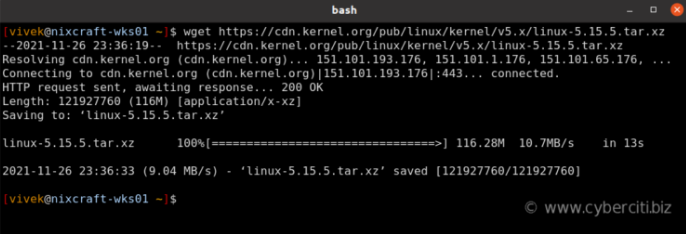 bash
[vivek@nixcraft-wks01 ~]$ wget https://cdn.kernel.org/pub/linux/kernel/v5.x/linux-5.15.5.tar.xz
--2021-11-26 23:36:19--  https://cdn.kernel.org/pub/linux/kernel/v5.x/linux-5.15.5.tar.xz
Resolving cdn.kernel.org (cdn.kernel.org)... 151.101.193.176, 151.101.1.176, 151.101.65.176, ...
Connecting to cdn.kernel.org (cdn.kernel.org)|151.101.193.176|:443... connected.
HTTP request sent, awaiting response... 200 OK
Length: 121927760 (116M) [application/x-xz]
Saving to: ‘linux-5.15.5.tar.xz’
linux-5.15.5.tar.xz      100%[================================>] 116.28M  10.7MB/s    in 13s
2021-11-26 23:36:33 (9.04 MB/s) - ‘linux-5.15.5.tar.xz’ saved [121927760/121927760]
[vivek@nixcraft-wks01 ~]$
© www.cyberciti.biz